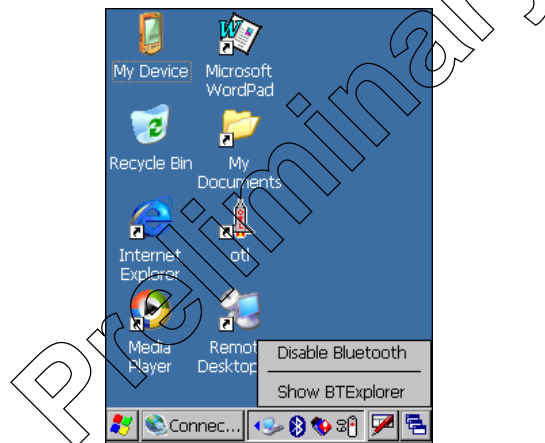 My Device
Microsoft
WordPad
Recycle Bin
My
Documents
Internet
Explorer
otl
Media
Player
Remot
Desktop
Disable Bluetooth
Show BTExplorer
Connec...
Preliminary